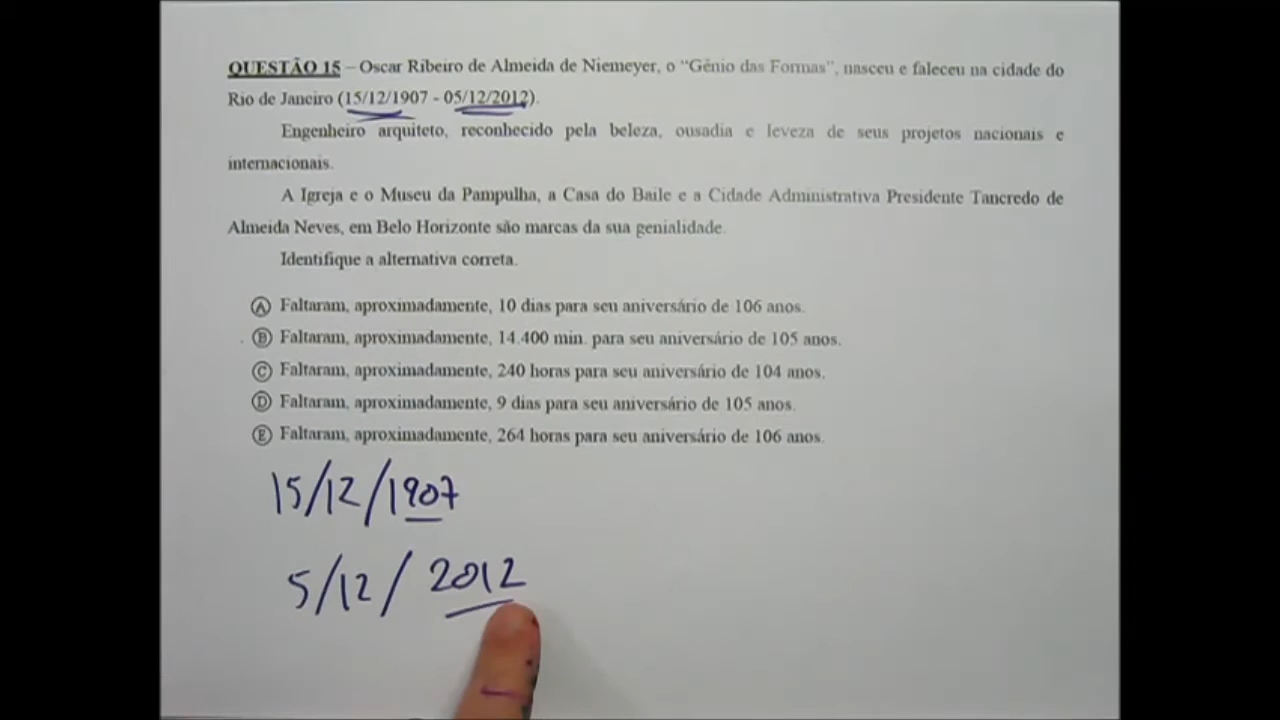 QUESTÃO 15 – Oscar Ribeiro de Almeida de Niemeyer, o “Gênio das Formas”, nasceu e faleceu na cidade do
Rio de Janeiro (15/12/1907 - 05/12/2012).
Engenheiro arquiteto, reconhecido pela beleza, ousadia e leveza de seus projetos nacionais e
internacionais.
A Igreja e o Museu da Pampulha, a Casa do Baile e a Cidade Administrativa Presidente Tancredo de
Almeida Neves, em Belo Horizonte são marcas da sua genialidade.
Identifique a alternativa correta.
A Faltaram, aproximadamente, 10 dias para seu aniversário de 106 anos.
B Faltaram, aproximadamente, 14.400 min. para seu aniversário de 105 anos.
C Faltaram, aproximadamente, 240 horas para seu aniversário de 104 anos.
D Faltaram, aproximadamente, 9 dias para seu aniversário de 105 anos.
E Faltaram, aproximadamente, 264 horas para seu aniversário de 106 anos.
15/12/1907
5/12/2012